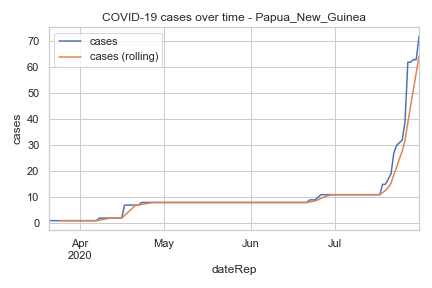 COVID-19 cases over time - Papua_New_Guinea
cases
cases (rolling)
70
60
50
40
30
20
10
0
cases
Apr
2020
May
Jun
Jul
dateRep